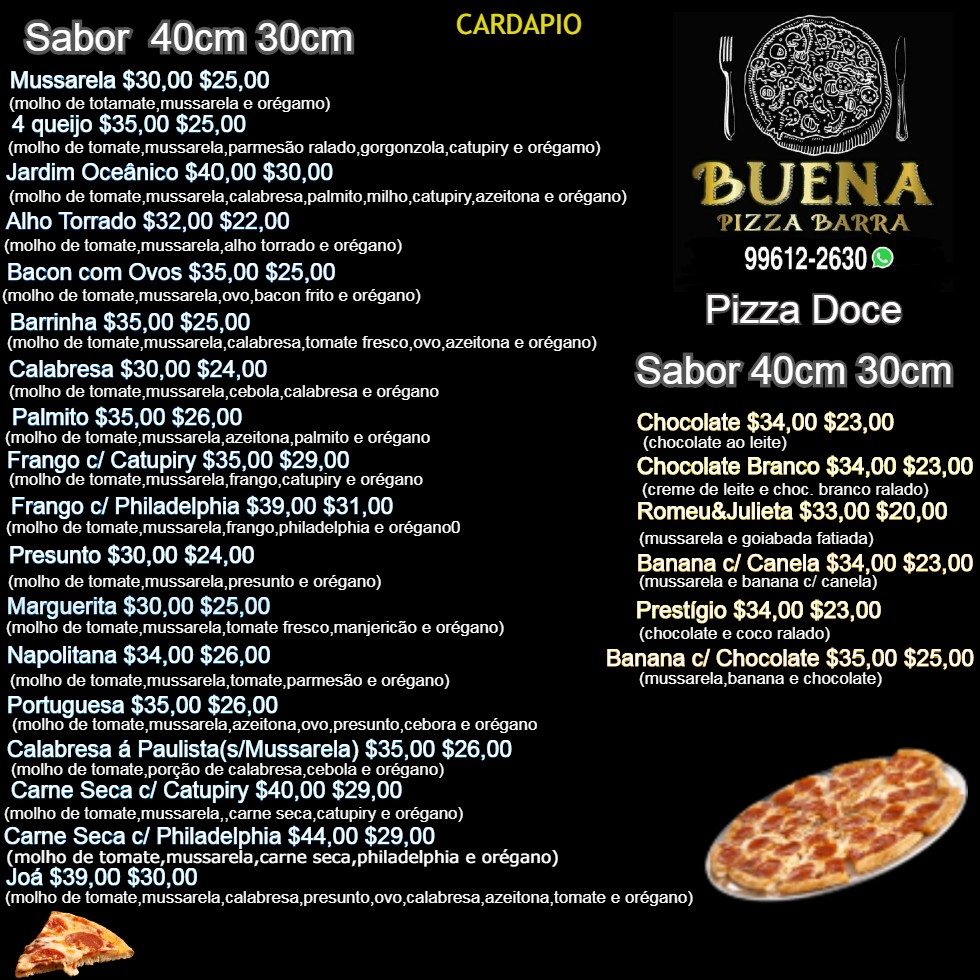 CARDAPIO
Sabor 40cm 30cm
Mussarela $30,00 $25,00
(molho de totamate,mussarela e orégamo)
4 queijo $35,00 $25,00
(molho de tomate,mussarela,parmesão ralado,gorgonzola,catupiry e orégamo)
Jardim Oceânico $40,00 $30,00
(molho de tomate,mussarela,calabresa,palmito,milho,catupiry,azeitona e orégano)
Alho Torrado $32,00 $22,00
(molho de tomate,mussarela,alho torrado e orégano)
Bacon com Ovos $35,00 $25,00
(molho de tomate,mussarela,ovo,bacon frito e orégano)
Barrinha $35,00 $25,00
(molho de tomate,mussarela,calabresa,tomate fresco,ovo,azeitona e orégano)
Calabresa $30,00 $24,00
(molho de tomate,mussarela,cebola,calabresa e orégano
Palmito $35,00 $26,00
(molho de tomate,mussarela,azeitona,palmito e orégano
Frango c/ Catupiry $35,00 $29,00
(molho de tomate,mussarela,frango,catupiry e orégano
Frango c/ Philadelphia $39,00 $31,00
(molho de tomate,mussarela,frango,philadelphia e orégano0
Presunto $30,00 $24,00
(molho de tomate,mussarela,presunto e orégano)
Marguerita $30,00 $25,00
(molho de tomate,mussarela,tomate fresco,manjericão e orégano)
Napolitana $34,00 $26,00
(molho de tomate,mussarela,tomate,parmesão e orégano)
Portuguesa $35,00 $26,00
(molho de tomate,mussarela,azeitona,ovo,presunto,cebora e orégano
Calabresa á Paulista(s/Mussarela) $35,00 $26,00
(molho de tomate,porção de calabresa,cebola e orégano)
Carne Seca c/ Catupiry $40,00 $29,00
(molho de tomate,mussarela,,carne seca,catupiry e orégano)
Carne Seca c/ Philadelphia $44,00 $29,00
(molho de tomate,mussarela,carne seca,philadelphia e orégano)
Joá $39,00 $30,00
(molho de tomate,mussarela,calabresa,presunto,ovo,calabresa,azeitona,tomate e orégano)
BUENA
PIZZA BARRA
99612-2630
Pizza Doce
Sabor 40cm 30cm
Chocolate $34,00 $23,00
(chocolate ao leite)
Chocolate Branco $34,00 $23,00
(creme de leite e choc. branco ralado)
Romeu&Julieta $33,00 $20,00
(mussarela e goiabada fatiada)
Banana c/ Canela $34,00 $23,00
(mussarela e banana c/ canela)
Prestígio $34,00 $23,00
(chocolate e coco ralado)
Banana c/ Chocolate $35,00 $25,00
(mussarela,banana e chocolate)